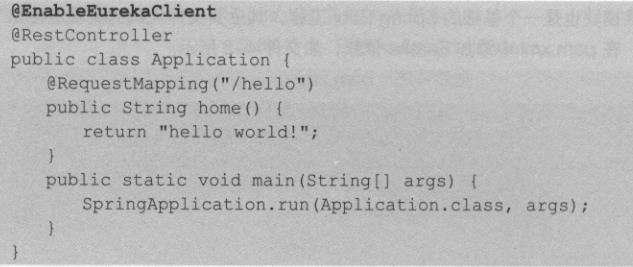 @EnableEurekaClient
@RestController
public class Application {
    @RequestMapping("/hello")
    public String home() {
        return "hello world!";
    }
    public static void main(String[] args) {
        SpringApplication.run(Application.class, args);
    }
}